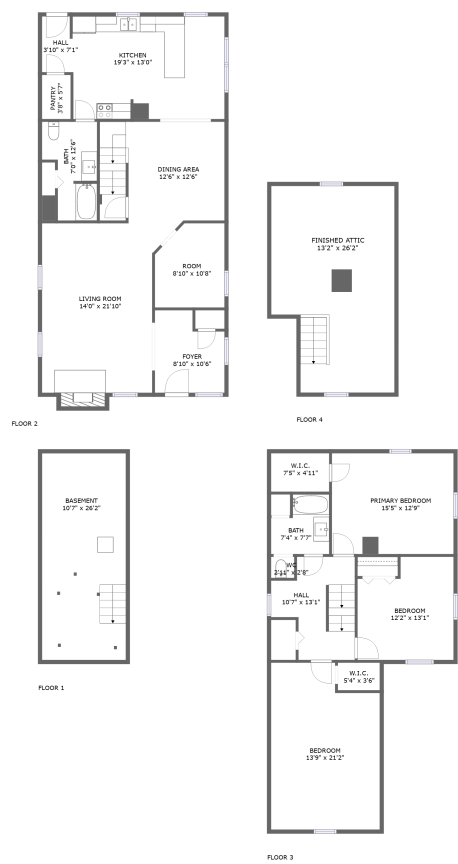 HALL
3'10" x 7'1"
KITCHEN
19'3" x 13'0"
PANTRY
3'8" x 5'7"
BATH
7'0" x 12'6"
DINING AREA
12'6" x 12'6"
ROOM
8'10" x 10'8"
LIVING ROOM
14'0" x 21'10"
FOYER
8'10" x 10'6"
FLOOR 2
FINISHED ATTIC
13'2" x 26'2"
FLOOR 4
BASEMENT
10'7" x 26'2"
FLOOR 1
W.I.C.
7'5" x 4'11"
PRIMARY BEDROOM
15'5" x 12'9"
BATH
7'4" x 7'7"
WC
2'11" x 2'8"
HALL
10'7" x 13'1"
BEDROOM
12'2" x 13'1"
W.I.C.
5'4" x 3'6"
BEDROOM
13'9" x 21'2"
FLOOR 3